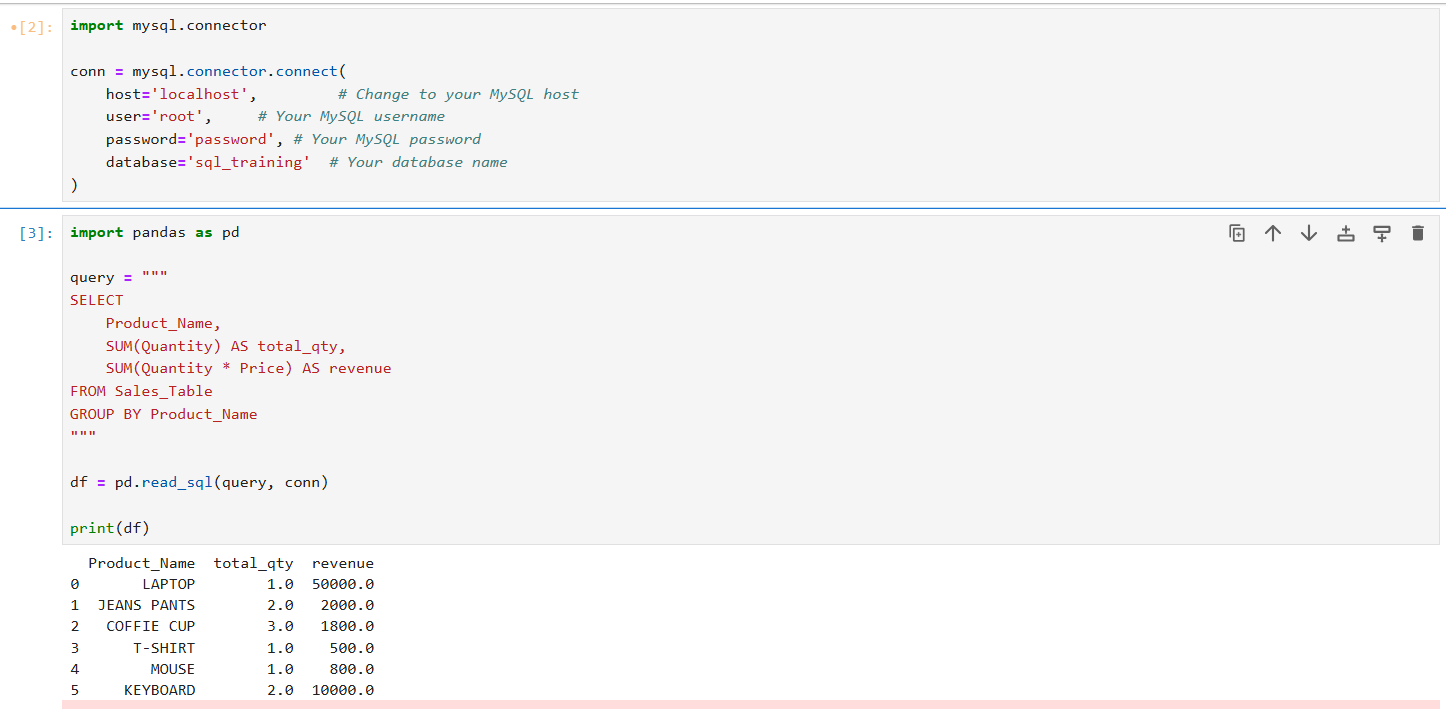 [2]:
import mysql.connector
conn = mysql.connector.connect(
    host='localhost',         # Change to your MySQL host
    user='root',     # Your MySQL username
    password='password', # Your MySQL password
    database='sql_training'  # Your database name
)
[3]:
import pandas as pd
query = """
SELECT
    Product_Name,
    SUM(Quantity) AS total_qty,
    SUM(Quantity * Price) AS revenue
FROM Sales_Table
GROUP BY Product_Name
"""
df = pd.read_sql(query, conn)
print(df)
  Product_Name  total_qty  revenue
0       LAPTOP        1.0  50000.0
1  JEANS PANTS        2.0   2000.0
2   COFFIE CUP        3.0   1800.0
3      T-SHIRT        1.0    500.0
4        MOUSE        1.0    800.0
5     KEYBOARD        2.0  10000.0